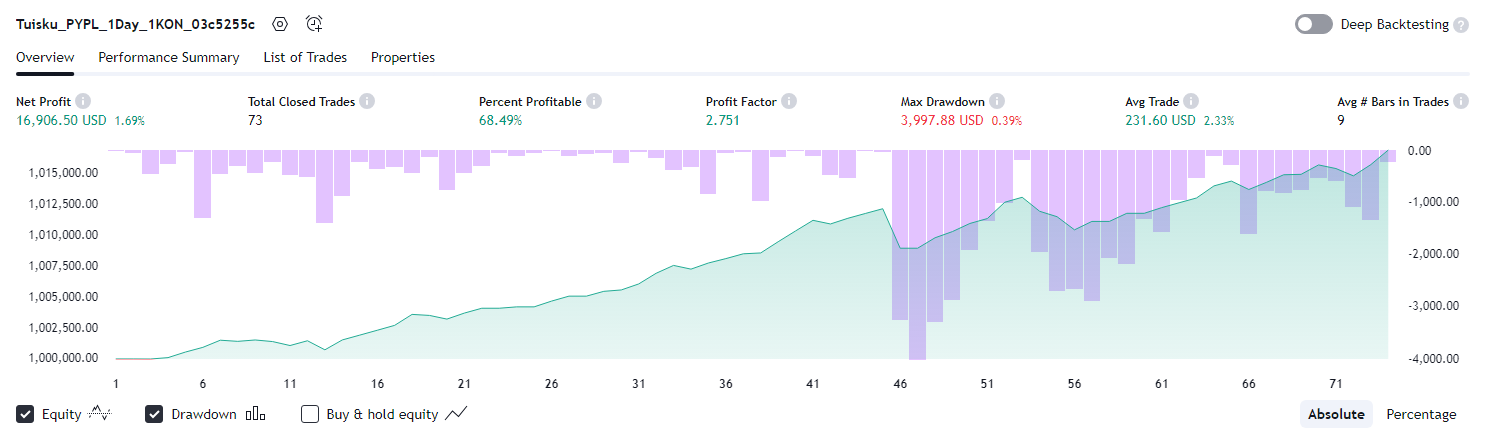 Tuisku_PYPL_1Day_1KON_03c5255c
Deep Backtesting ?
Overview Performance Summary List of Trades Properties
Net Profit Total Closed Trades Percent Profitable Profit Factor Max Drawdown Avg Trade Avg # Bars in Trades
16,906.50 USD 1.69% 73 68.49% 2.751 3,997.88 USD 0.39% 231.60 USD 2.33% 9
0.00
1,015,000.00
1,012,500.00 -1,000.00
1,010,000.00
-2,000.00
1,007,500.00
1,005,000.00 -3,000.00
1,002,500.00
1,000,000.00 -4,000.00
1 6 11 16 21 26 31 36 41 46 51 56 61 66 71
Equity Drawdown Buy & hold equity Absolute Percentage